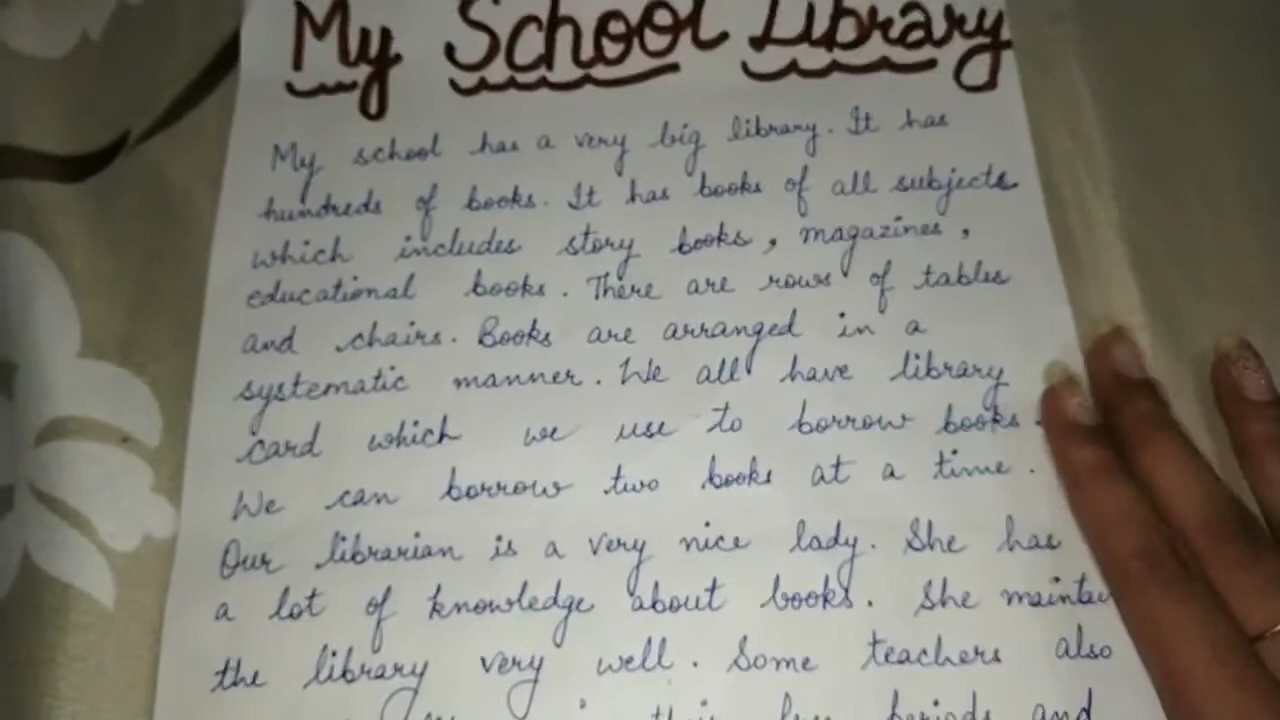 My School Library
My school has a very big library. It has
hundreds of books. It has books of all subjects
which includes story books, magazines,
educational books. There are rows of tables
and chairs. Books are arranged in a
systematic manner. We all have library
card which we use to borrow books.
We can borrow two books at a time.
Our librarian is a very nice lady. She has
a lot of knowledge about books. She
the library very well. Some teachers also
periods and